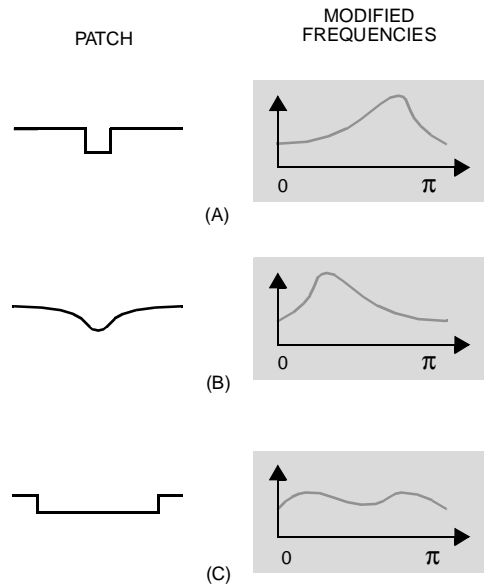 PATCH
MODIFIED
FREQUENCIES
0 π
(A)
0 π
(B)
0 π
(C)